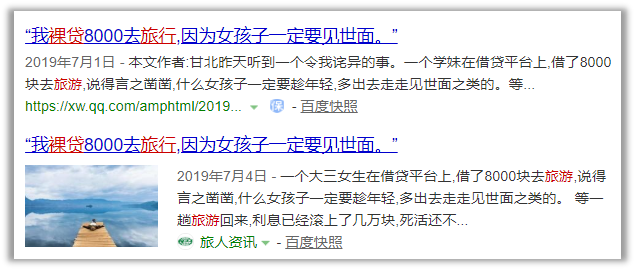 “我裸贷8000去旅行,因为女孩子一定要见世面。”
2019年7月1日 - 本文作者:甘北昨天听到一个令我诧异的事。一个学妹在借贷平台上,借了8000
块去旅游,说得言之凿凿,什么女孩子一定要趁年轻,多出去走走见世面之类的。等...
https://xw.qq.com/amphtml/2019... 保 - 百度快照
“我裸贷8000去旅行,因为女孩子一定要见世面。”
2019年7月4日 - 一个大三女生在借贷平台上,借了8000块去旅游,说得
言之凿凿,什么女孩子一定要趁年轻,多出去走走见世面之类的。 等一
趟旅游回来,利息已经滚上了几万块,死活还不...
旅人资讯 - 百度快照